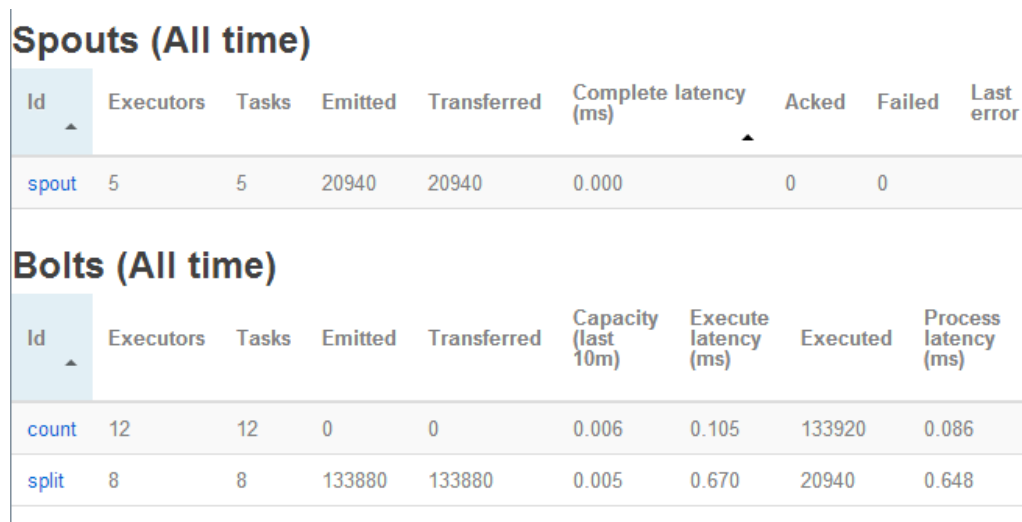 Spouts (All time)
Id Executors Tasks Emitted Transferred Complete latency (ms) Acked Failed Last error
spout 5 5 20940 20940 0.000 0 0
Bolts (All time)
Id Executors Tasks Emitted Transferred Capacity (last 10m) Execute latency (ms) Executed Process latency (ms)
count 12 12 0 0 0.006 0.105 133920 0.086
split 8 8 133880 133880 0.005 0.670 20940 0.648